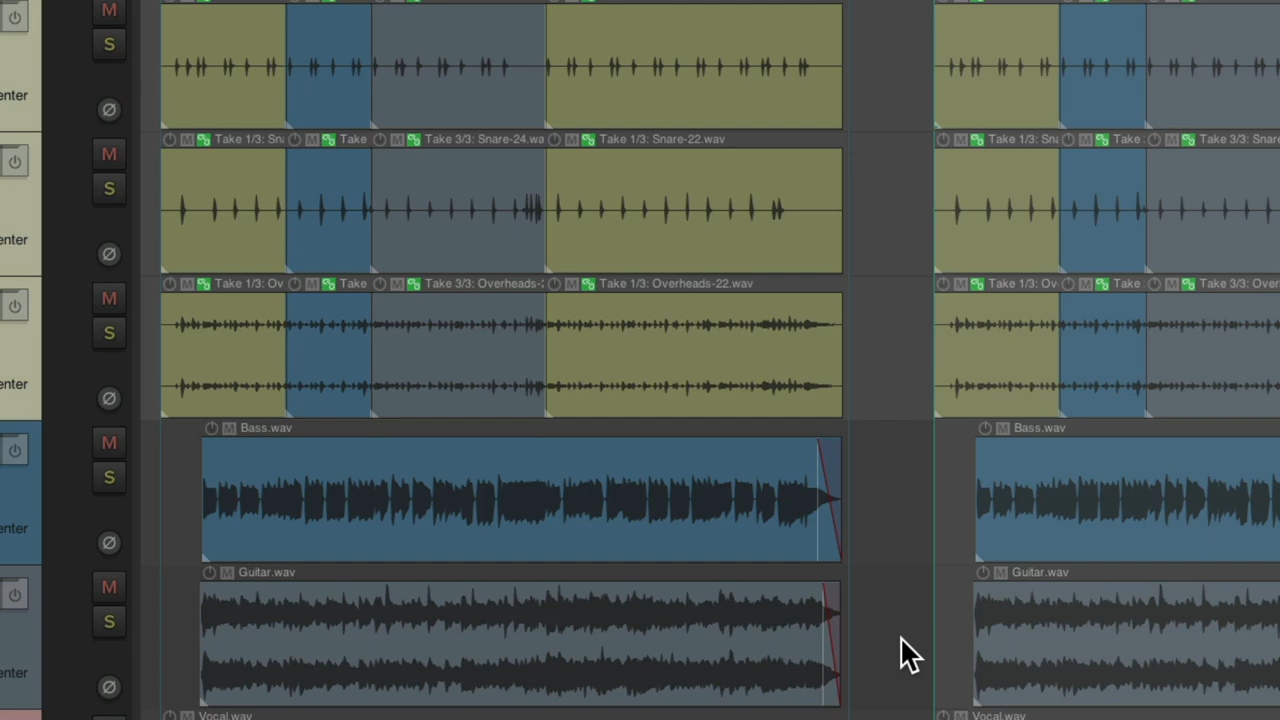 M
S
enter
Ø
Take 1/3: Sna M Take M Take 3/3: Snare-24.wa M Take 1/3: Snare-22.wav M Take 1/3: Sna M Take M Take 3/3: Snare
M
S
enter
Ø
M Take 1/3: Ov M Take M Take 3/3: Overheads-2 M Take 1/3: Overheads-22.wav M Take 1/3: Ov M Take M Take 3/3: Over
M
S
enter
Ø
M Bass.wav M Bass.wav
M
S
enter
Ø
M Guitar.wav M Guitar.wav
M
S
enter
Ø
M Vocal.wav M Vocal.wav